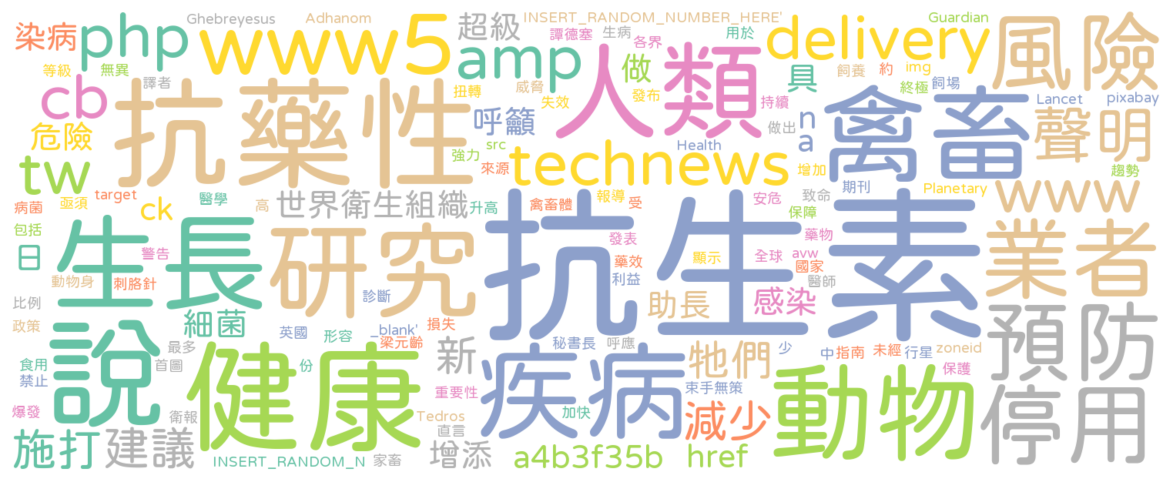 Ghebreyesus Adhanom 超級 INSERT_RANDOM_NUMBER_HERE' Guardian
染病 php www5 譚德塞 生病 各界 用於 delivery 風險
等級 無異 amp 人類 做 具 飼養 約 img
譯者 威脅 扭轉 失效 發布 終極 飼場
cb 抗藥性 呼籲 持續 n 禽畜 Lancet pixabay
危險 強力 src 做出 a 聲明
tw 來源 technews Health 增加 期刊 趨勢
病菌 target 亟須 ck 醫學 高 世界衛生組織 升高 禽畜體 報導 受 安危 致命 保障 Planetary www
包括 日 生長 警告 研究 抗生素 發表 顯示 全球 藥物 avw 業者
動物身 刺胳針 診斷 藥效 利益 國家 醫師
比例 細菌 助長 感染
政策 英國 形容 _blank' 梁元齡 損失 秘書長 呼應 少 中 指南 未經 行星 zoneid 預防
食用 禁止 說 最多 首圖 份 健康 新 疾病 牠們 動物 保護
爆發 衛報 重要性 束手無策
Tedros 加快 減少 停用
施打 建議 直言
INSERT_RANDOM_N 家畜 增添 a4b3f35b href